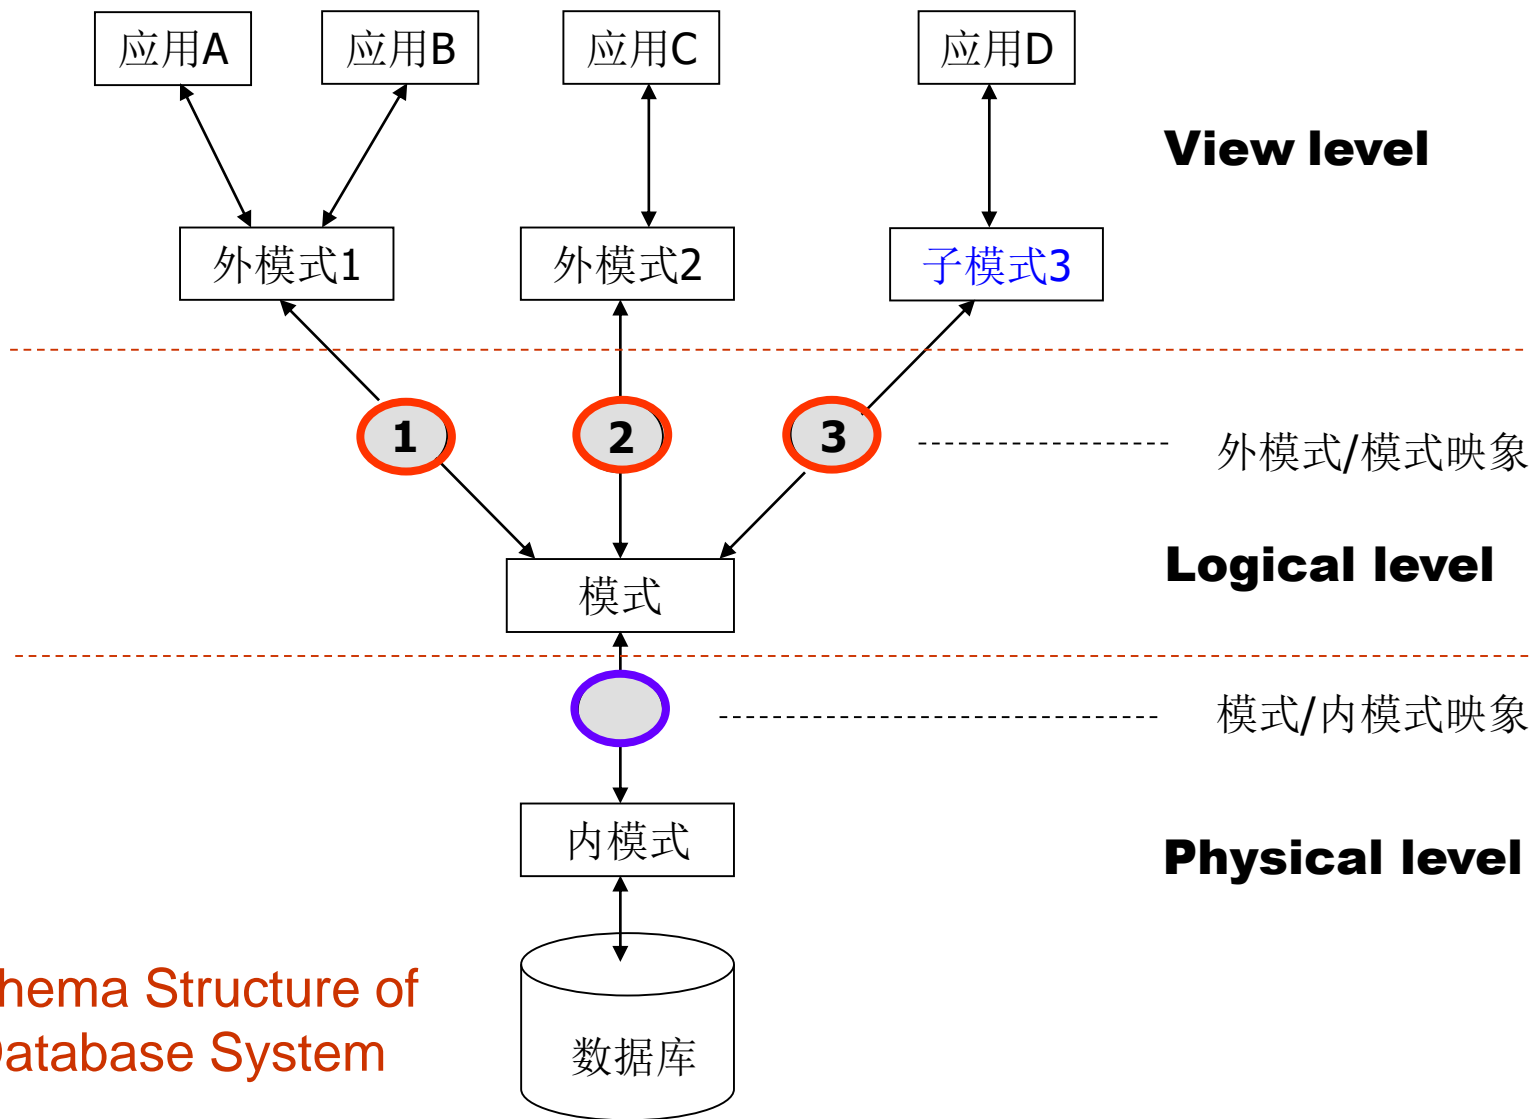 应用A
应用B
应用C
应用D
View level
外模式1
外模式2
子模式3
1
2
3
外模式/模式映象
Logical level
模式
模式/内模式映象
内模式
Physical level
hema Structure of
Database System
数据库